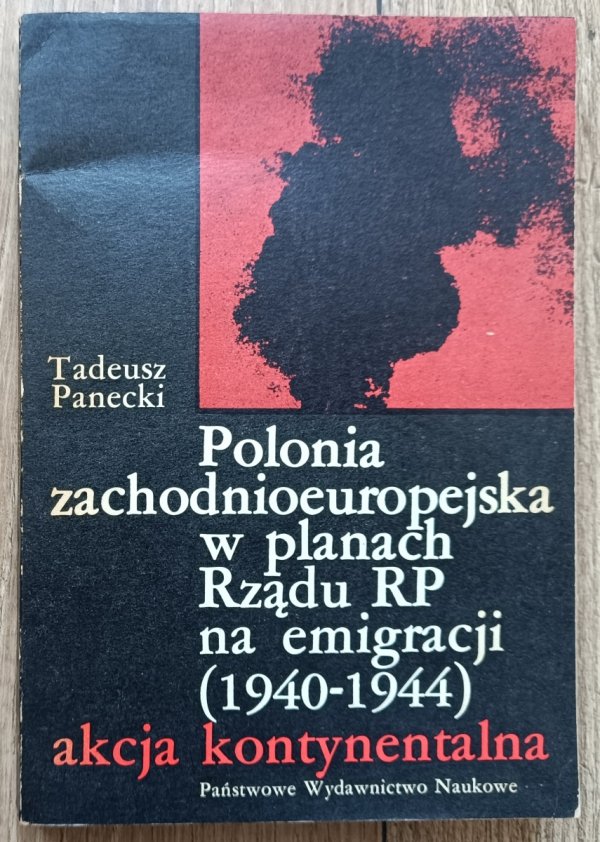 Tadeusz
Panecki
Polonia
zachodnioeuropejska
w planach
Rządu RP
na emigracji
(1940-1944)
akcja kontynentalna
Państwowe Wydawnictwo Naukowe